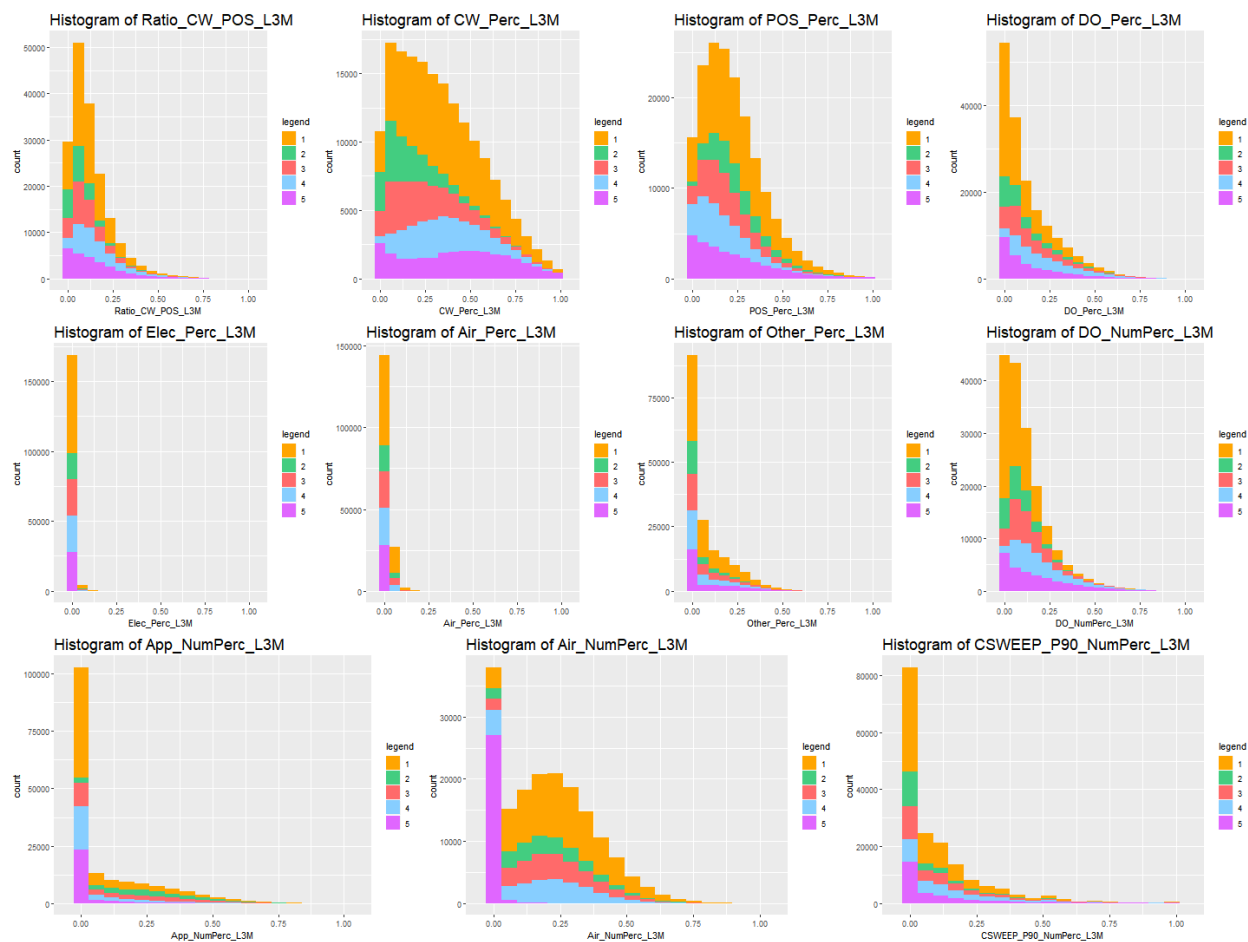 Histogram of Ratio_CW_POS_L3M
50000
40000
30000
20000
10000
0
count
0.00 0.25 0.50 0.75 1.00
Ratio_CW_POS_L3M
legend
1
2
3
4
5
Histogram of CW_Perc_L3M
15000
10000
5000
0
count
0.00 0.25 0.50 0.75 1.00
CW_Perc_L3M
legend
1
2
3
4
5
Histogram of POS_Perc_L3M
20000
10000
0
count
0.00 0.25 0.50 0.75 1.00
POS_Perc_L3M
legend
1
2
3
4
5
Histogram of DO_Perc_L3M
40000
20000
0
count
0.00 0.25 0.50 0.75 1.00
DO_Perc_L3M
legend
1
2
3
4
5
Histogram of Elec_Perc_L3M
150000
100000
50000
0
count
0.00 0.25 0.50 0.75 1.00
Elec_Perc_L3M
legend
1
2
3
4
5
Histogram of Air_Perc_L3M
150000
100000
50000
0
count
0.00 0.25 0.50 0.75 1.00
Air_Perc_L3M
legend
1
2
3
4
5
Histogram of Other_Perc_L3M
75000
50000
25000
0
count
0.00 0.25 0.50 0.75 1.00
Other_Perc_L3M
legend
1
2
3
4
5
Histogram of DO_NumPerc_L3M
40000
30000
20000
10000
0
count
0.00 0.25 0.50 0.75 1.00
DO_NumPerc_L3M
legend
1
2
3
4
5
Histogram of App_NumPerc_L3M
100000
75000
50000
25000
0
count
0.00 0.25 0.50 0.75 1.00
App_NumPerc_L3M
legend
1
2
3
4
5
Histogram of Air_NumPerc_L3M
30000
20000
10000
0
count
0.00 0.25 0.50 0.75 1.00
Air_NumPerc_L3M
legend
1
2
3
4
5
Histogram of CSWEEP_P90_NumPerc_L3M
80000
60000
40000
20000
0
count
0.00 0.25 0.50 0.75 1.00
CSWEEP_P90_NumPerc_L3M
legend
1
2
3
4
5